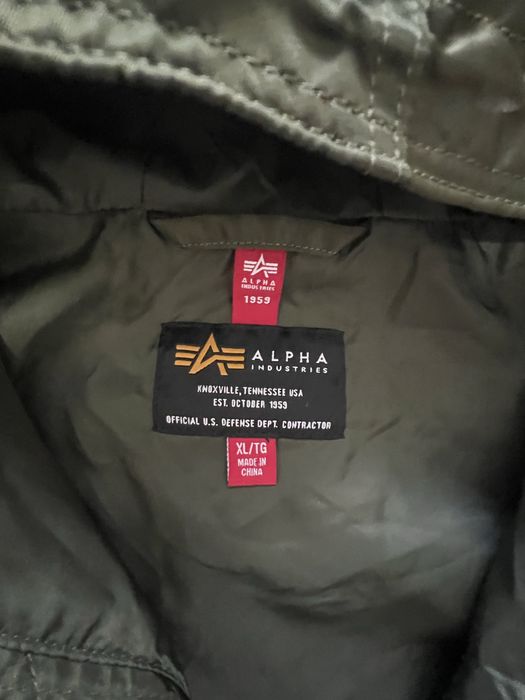 ALPHA
INDUSTRIES
1959
ALPHA
INDUSTRIES
KNOXVILLE, TENNESSEE USA
EST. OCTOBER 1959
OFFICIAL U.S. DEFENSE DEPT. CONTRACTOR
XL/TG
MADE IN
CHINA